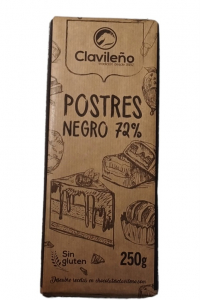 Clavileño
POSTRES
NEGRO 72%
Sin
gluten
250g